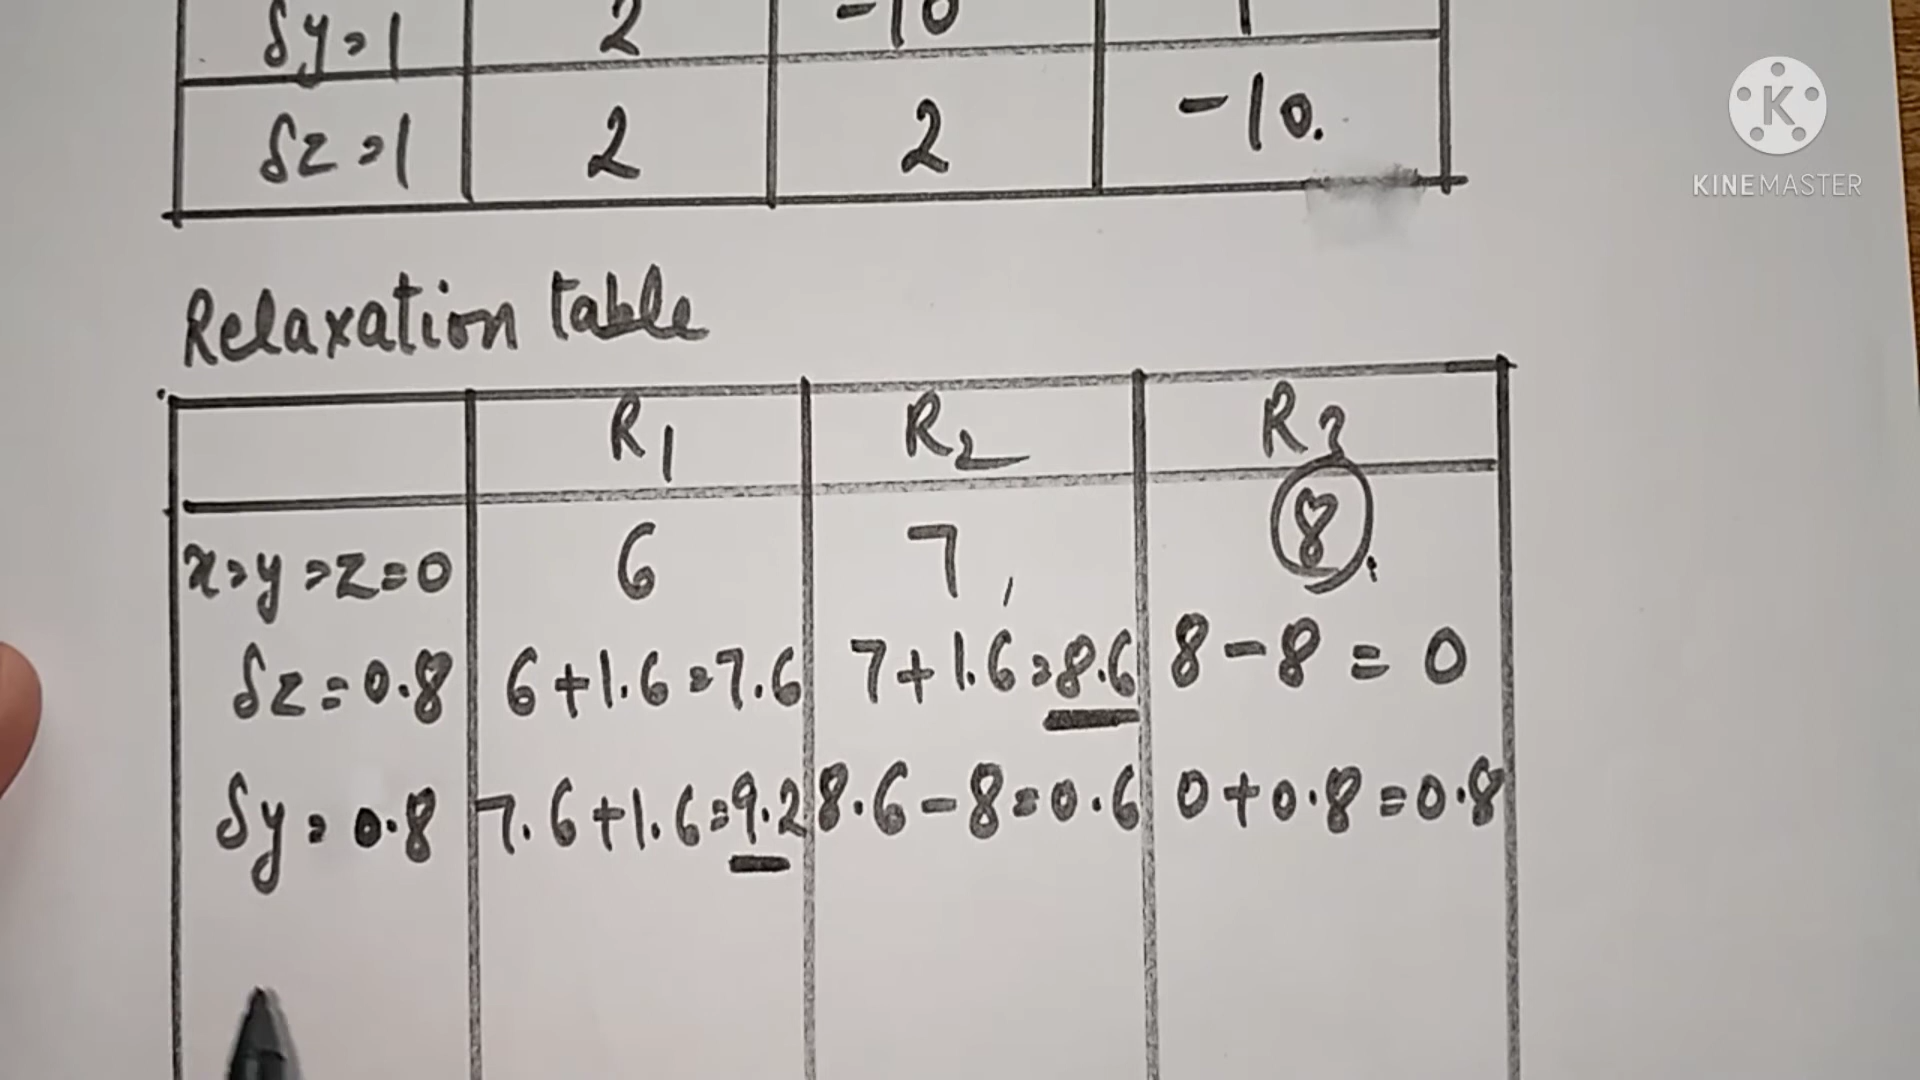 δy=1 2 -10 1
δz=1 2 2 -10.
KINEMASTER
Relaxation table
R1 R2 R3
x=y=z=0 6 7 8
δz=0.8 6+1.6=7.6 7+1.6=8.6 8-8=0
δy=0.8 7.6+1.6=9.2 8.6-8=0.6 0+0.8=0.8